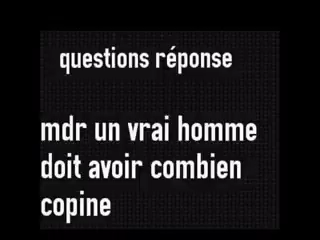 questions réponse
mdr un vrai homme
doit avoir combien
copine